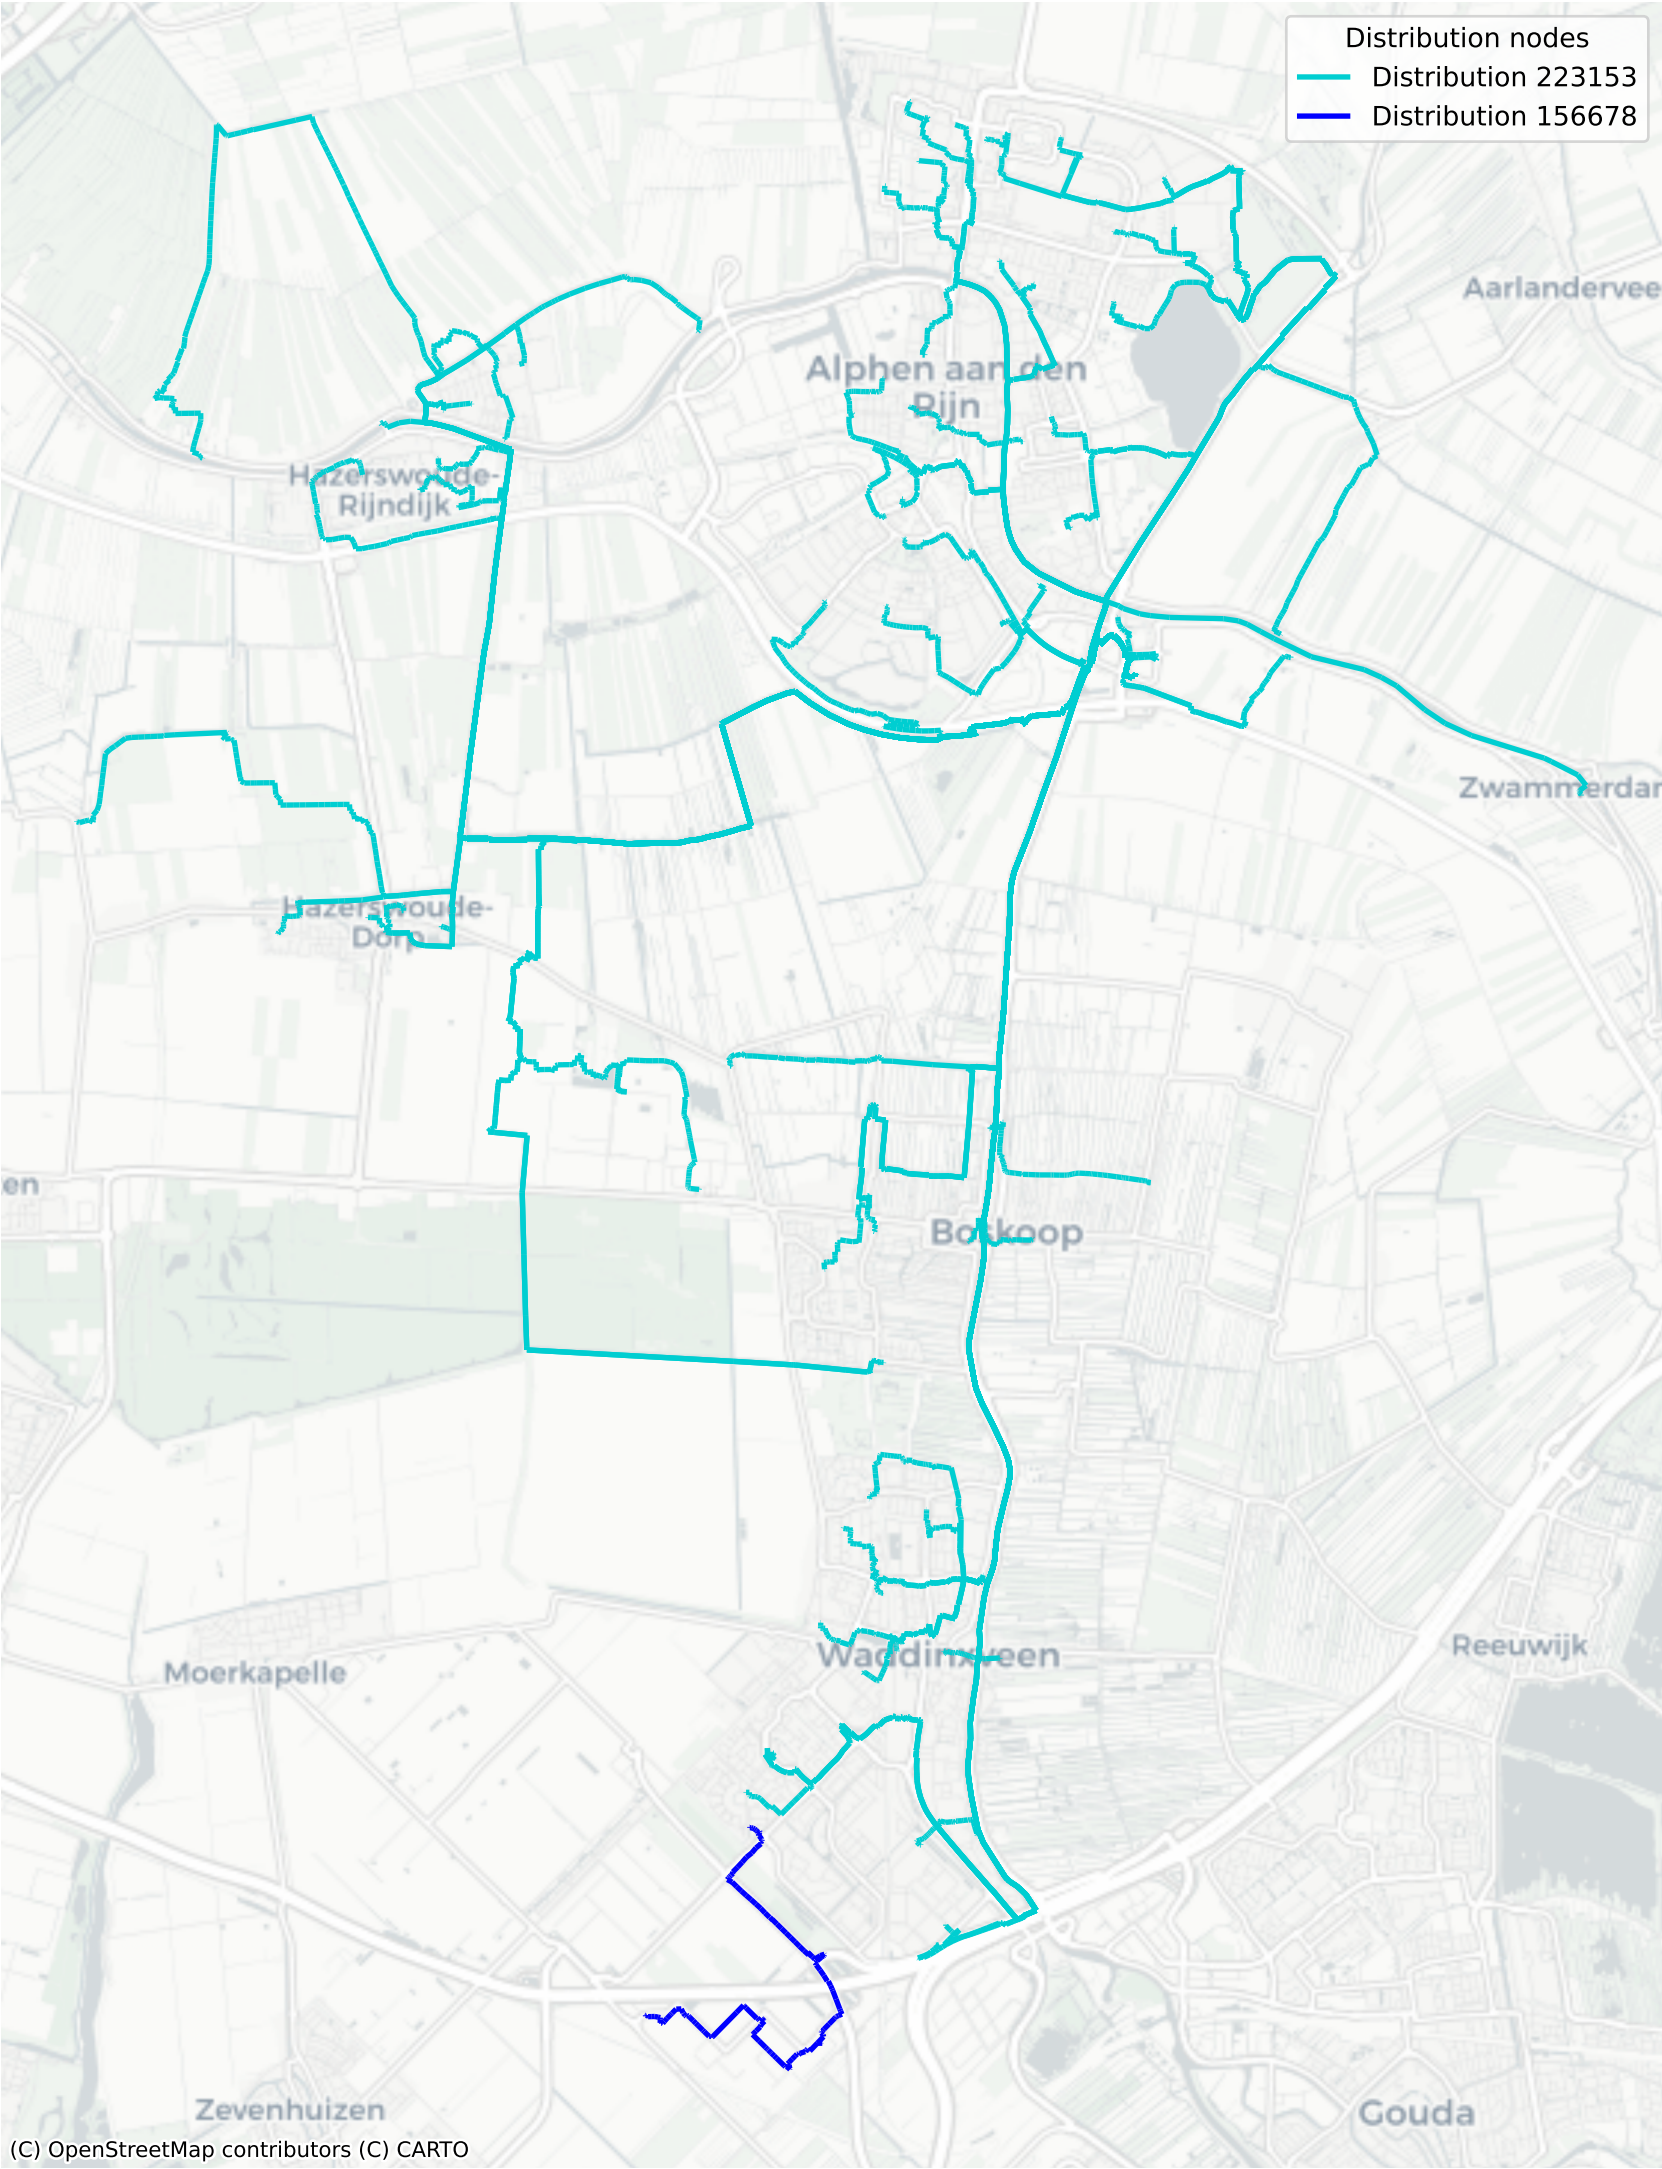 Distribution nodes
Distribution 223153
Distribution 156678
Aarlandervee
Alphen aan den
Rijn
Hazerswoude-
Rijndijk
Zwammerdar
Hazerswoude-
Dorp
en
Boskoop
Waddinxveen
Reeuwijk
Moerkapelle
Zevenhuizen
Gouda
(C) OpenStreetMap contributors (C) CARTO